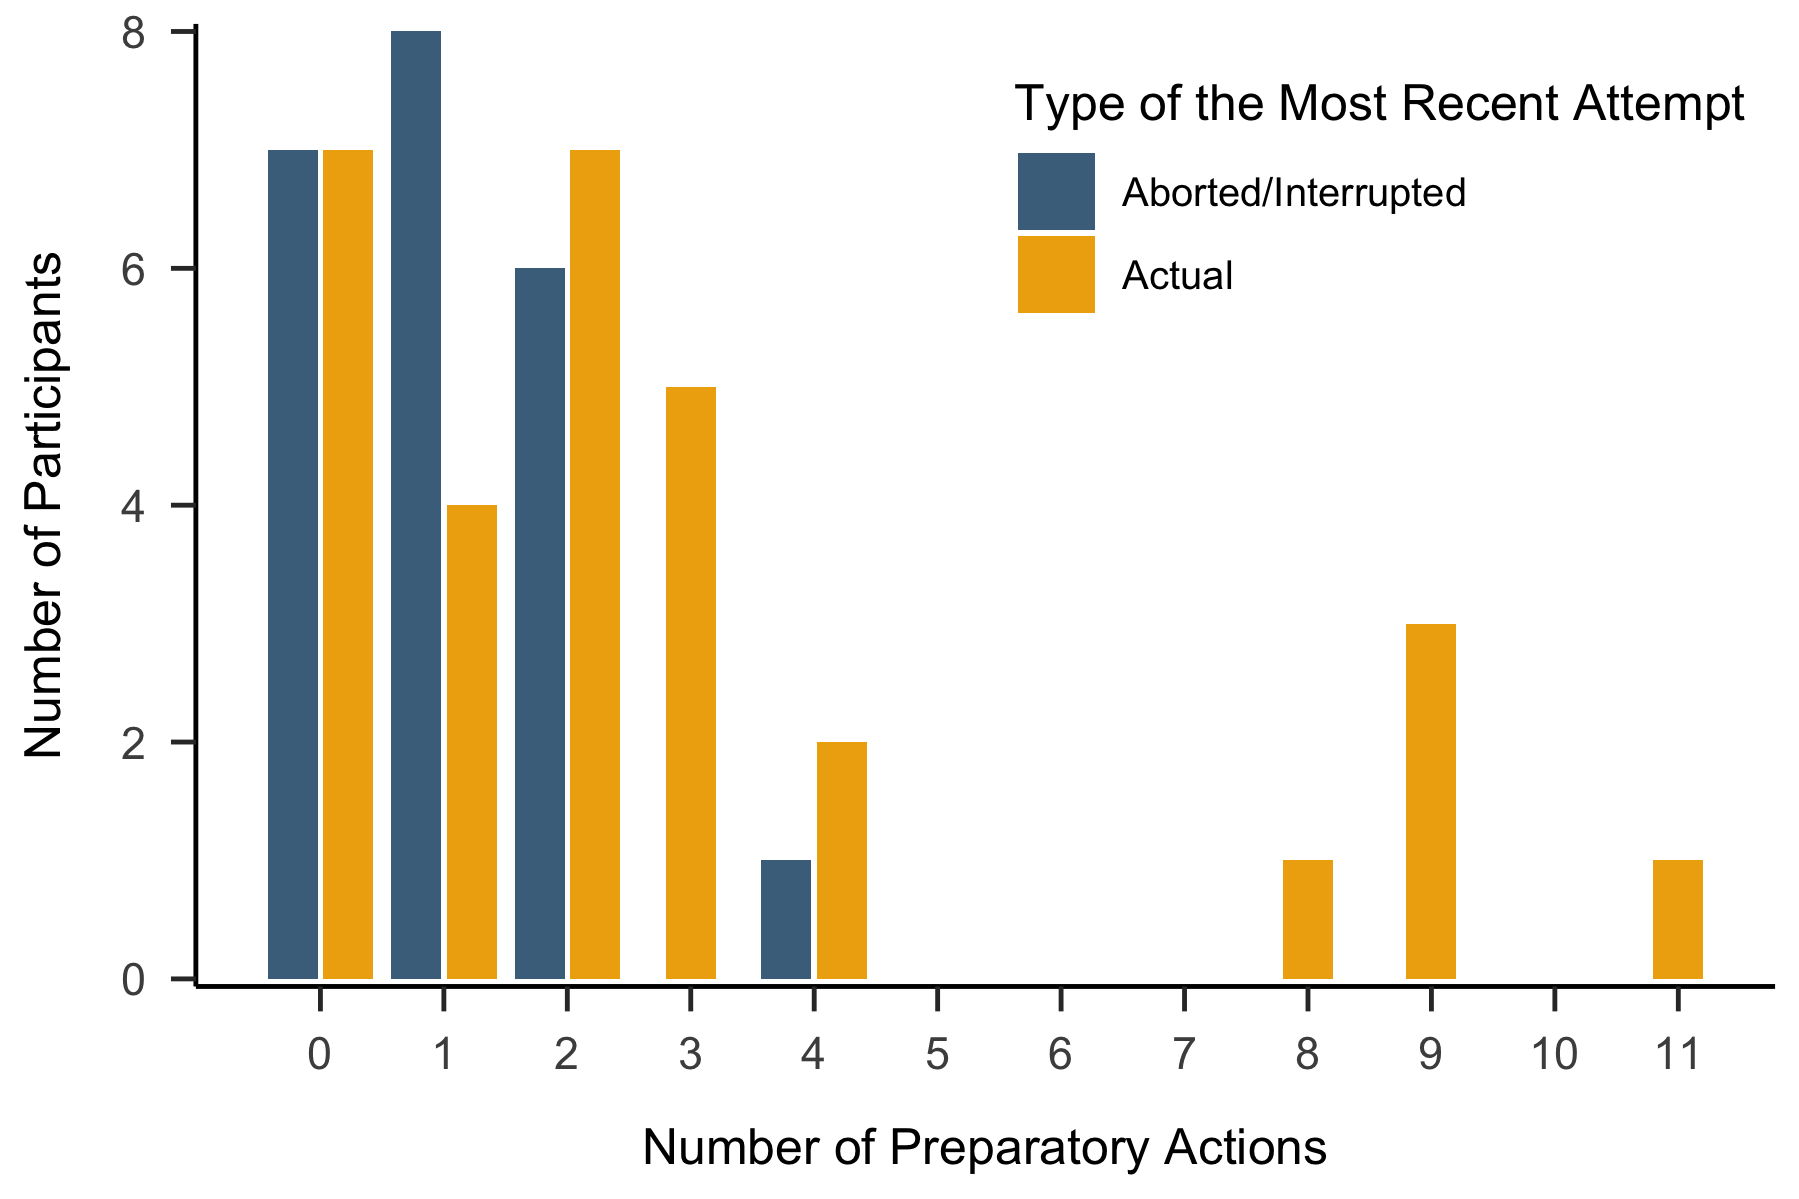 8
6
4
2
0
Number of Participants
Type of the Most Recent Attempt
Aborted/Interrupted
Actual
0 1 2 3 4 5 6 7 8 9 10 11
Number of Preparatory Actions